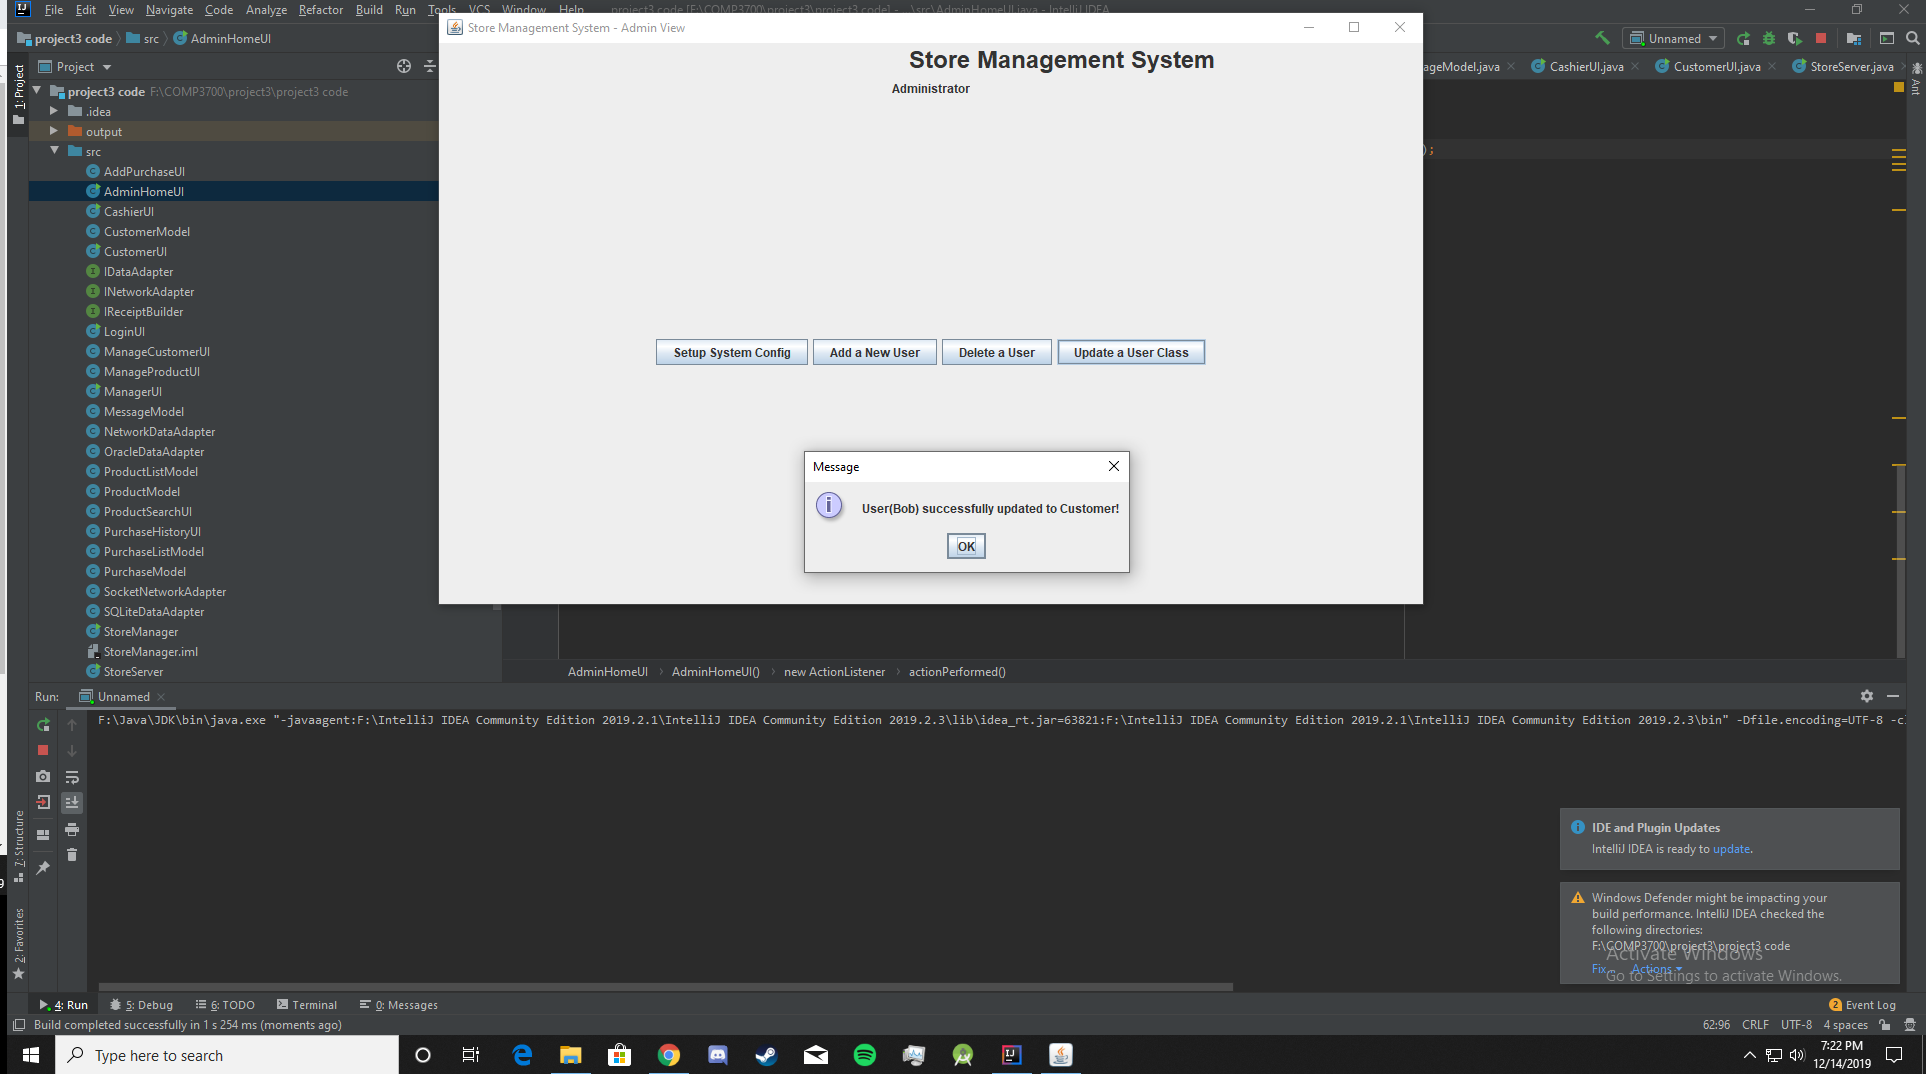 File Edit View Navigate Code Analyze Refactor Build Run Tools VCS Window Help project3 code [F:\COMP3700\project3\project3 code] - ...\src\AdminHomeUI.java - IntelliJ IDEA
project3 code src AdminHomeUI
Unnamed
Store Management System - Admin View
Store Management System
Administrator
Setup System Config Add a New User Delete a User Update a User Class
Message
User(Bob) successfully updated to Customer!
OK
ageModel.java CashierUI.java CustomerUI.java StoreServer.java
);
Ant
1: Project
Project
project3 code F:\COMP3700\project3\project3 code
.idea
output
src
AddPurchaseUI
AdminHomeUI
CashierUI
CustomerModel
CustomerUI
IDataAdapter
INetworkAdapter
IReceiptBuilder
LoginUI
ManageCustomerUI
ManageProductUI
ManagerUI
MessageModel
NetworkDataAdapter
OracleDataAdapter
ProductListModel
ProductModel
ProductSearchUI
PurchaseHistoryUI
PurchaseListModel
PurchaseModel
SocketNetworkAdapter
SQLiteDataAdapter
StoreManager
StoreManager.iml
StoreServer
AdminHomeUI AdminHomeUI() new ActionListener actionPerformed()
Run: Unnamed
F:\Java\JDK\bin\java.exe "-javaagent:F:\IntelliJ IDEA Community Edition 2019.2.1\IntelliJ IDEA Community Edition 2019.2.3\lib\idea_rt.jar=63821:F:\IntelliJ IDEA Community Edition 2019.2.1\IntelliJ IDEA Community Edition 2019.2.3\bin" -Dfile.encoding=UTF-8 -c
7: Structure
2: Favorites
IDE and Plugin Updates
IntelliJ IDEA is ready to update.
Windows Defender might be impacting your
build performance. IntelliJ IDEA checked the
following directories:
F:\COMP3700\project3\project3 code
Fix... Actions
Activate Windows
Go to Settings to activate Windows.
4: Run 5: Debug 6: TODO Terminal 0: Messages
2 Event Log
Build completed successfully in 1 s 254 ms (moments ago)
62:96 CRLF UTF-8 4 spaces
Type here to search
7:22 PM
12/14/2019